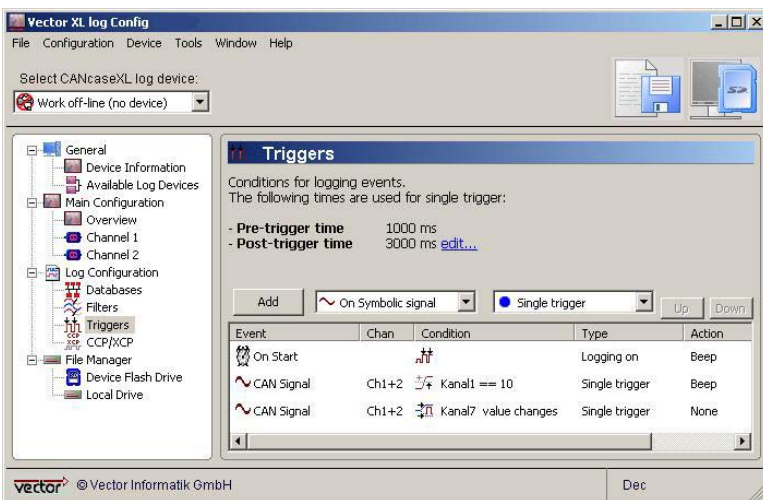 Vector XL log Config
File Configuration Device Tools Window Help
Select CANcaseXL log device:
Work off-line (no device)
General
Device Information
Available Log Devices
Main Configuration
Overview
Channel 1
Channel 2
Log Configuration
Databases
Filters
Triggers
CCP/XCP
File Manager
Device Flash Drive
Local Drive
Triggers
Conditions for logging events.
The following times are used for single trigger:
- Pre-trigger time 1000 ms
- Post-trigger time 3000 ms edit...
Add On Symbolic signal Single trigger Up Down
Event Chan Condition Type Action
On Start Logging on Beep
CAN Signal Ch1+2 Kanal1 == 10 Single trigger Beep
CAN Signal Ch1+2 Kanal7 value changes Single trigger None
vector © Vector Informatik GmbH Dec